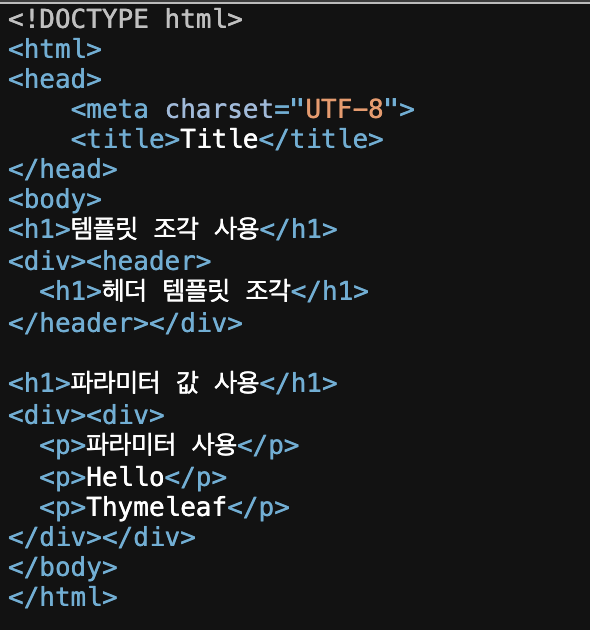 <!DOCTYPE html>
<html>
<head>
    <meta charset="UTF-8">
    <title>Title</title>
</head>
<body>
<h1>템플릿 조각 사용</h1>
<div><header>
  <h1>헤더 템플릿 조각</h1>
</header></div>

<h1>파라미터 값 사용</h1>
<div><div>
  <p>파라미터 사용</p>
  <p>Hello</p>
  <p>Thymeleaf</p>
</div></div>
</body>
</html>